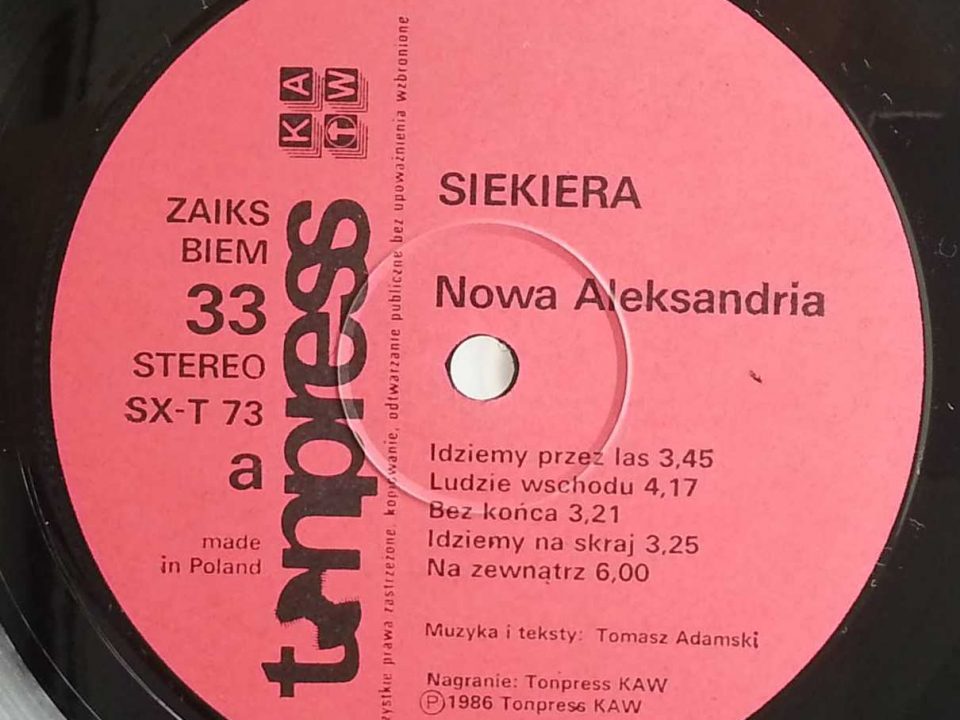 K A
T W
ZAIKS
BIEM
33
STEREO
SX-T 73
a
made
in Poland
tonpress
prawa zastrzeżone, kopiowanie, odtwarzanie publiczne bez upoważnienia wzbronione
SIEKIERA
Nowa Aleksandria
Idziemy przez las 3,45
Ludzie wschodu 4,17
Bez końca 3,21
Idziemy na skraj 3,25
Na zewnątrz 6,00
Muzyka i teksty: Tomasz Adamski
Nagranie: Tonpress KAW
Ⓟ1986 Tonpress KAW